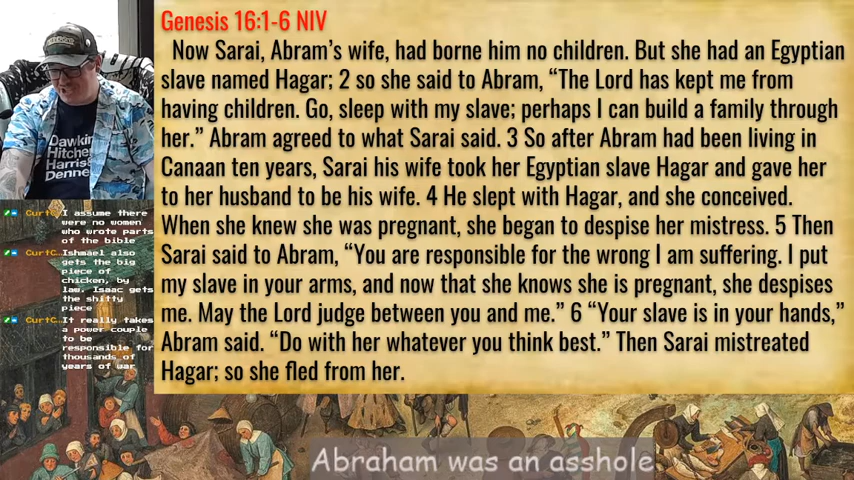 Genesis 16:1-6 NIV
Now Sarai, Abram’s wife, had borne him no children. But she had an Egyptian
slave named Hagar; 2 so she said to Abram, “The Lord has kept me from
having children. Go, sleep with my slave; perhaps I can build a family through
her.” Abram agreed to what Sarai said. 3 So after Abram had been living in
Canaan ten years, Sarai his wife took her Egyptian slave Hagar and gave her
to her husband to be his wife. 4 He slept with Hagar, and she conceived.
When she knew she was pregnant, she began to despise her mistress. 5 Then
Sarai said to Abram, “You are responsible for the wrong I am suffering. I put
my slave in your arms, and now that she knows she is pregnant, she despises
me. May the Lord judge between you and me.” 6 “Your slave is in your hands,”
Abram said. “Do with her whatever you think best.” Then Sarai mistreated
Hagar; so she fled from her.
Dawkin
Hitche
Harris
Denne
CurtC… I assume there
were no women
who wrote parts
of the bible
CurtC… Ishmael also
gets the big
piece of
chicken, by
law. Isaac gets
the shitty
piece
CurtC… It really takes
a power couple
to be
responsible for
thousands of
years of war
Abraham was an asshole